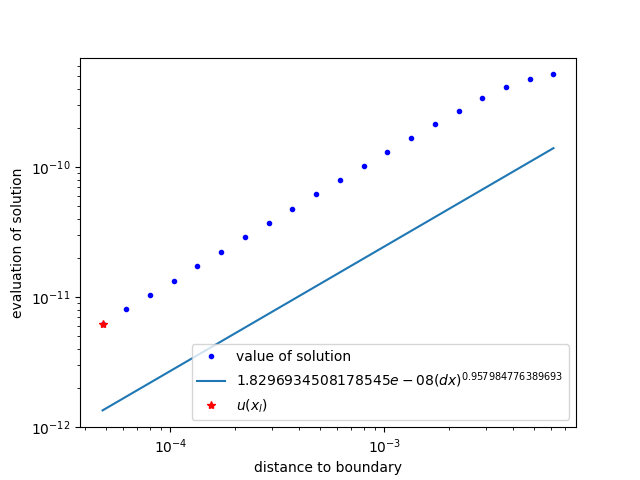 10⁻¹⁰
10⁻¹¹
10⁻¹²
evaluation of solution
value of solution
1.8296934508178545e − 08(dx)^0.957984776389693
u(x_I)
10⁻⁴
10⁻³
distance to boundary